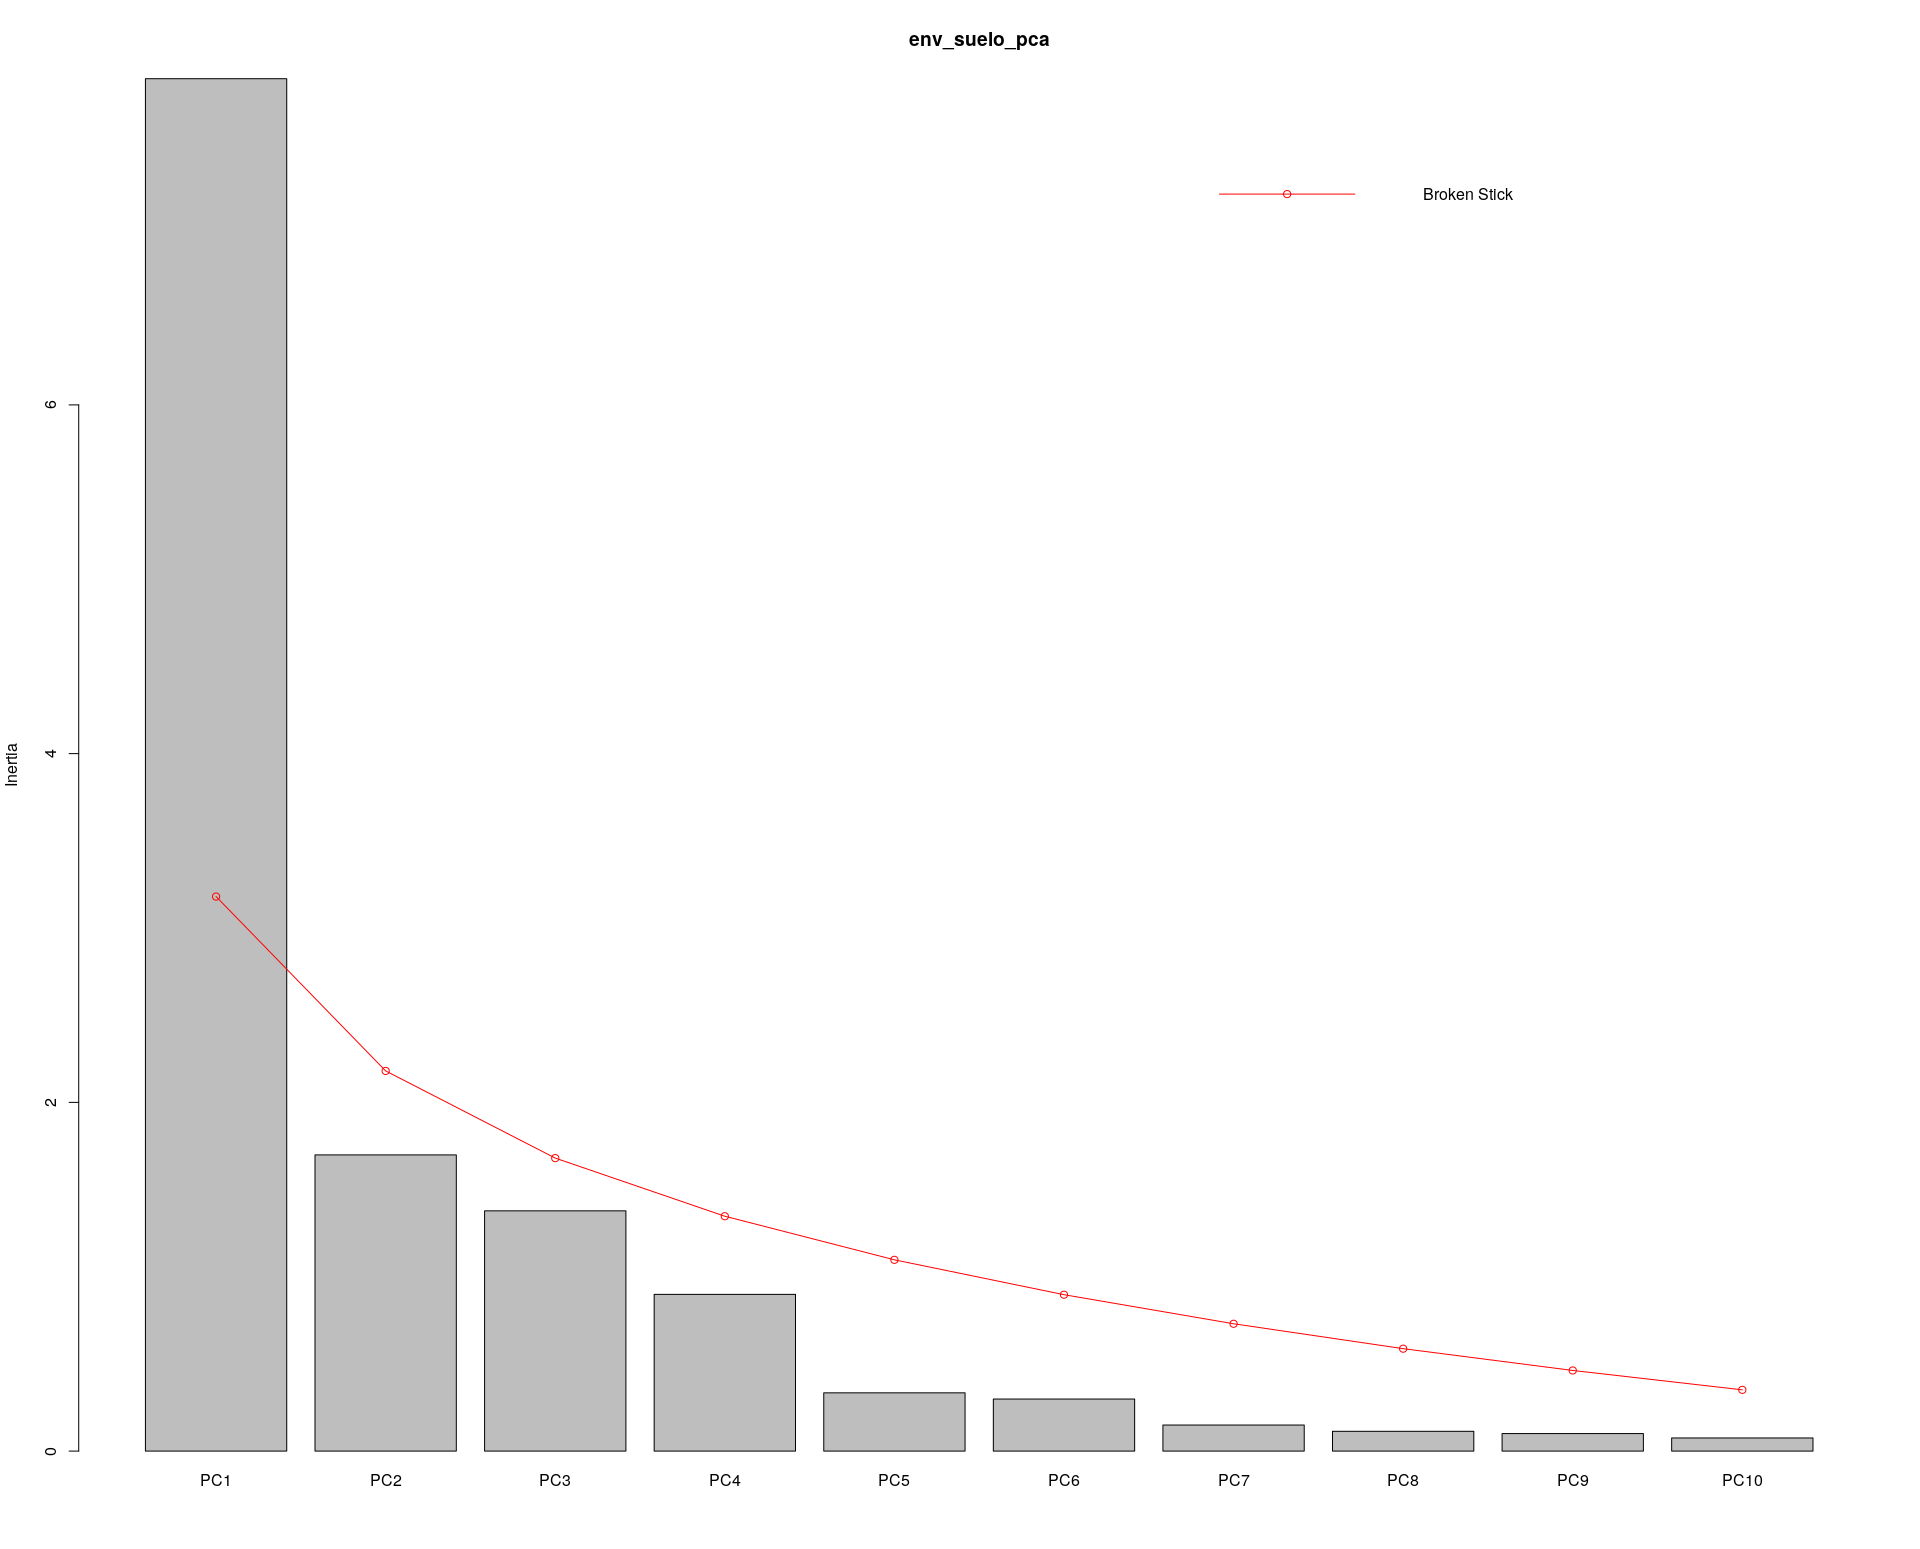 env_suelo_pca
Broken Stick
Inertia
6
4
2
0
PC1 PC2 PC3 PC4 PC5 PC6 PC7 PC8 PC9 PC10